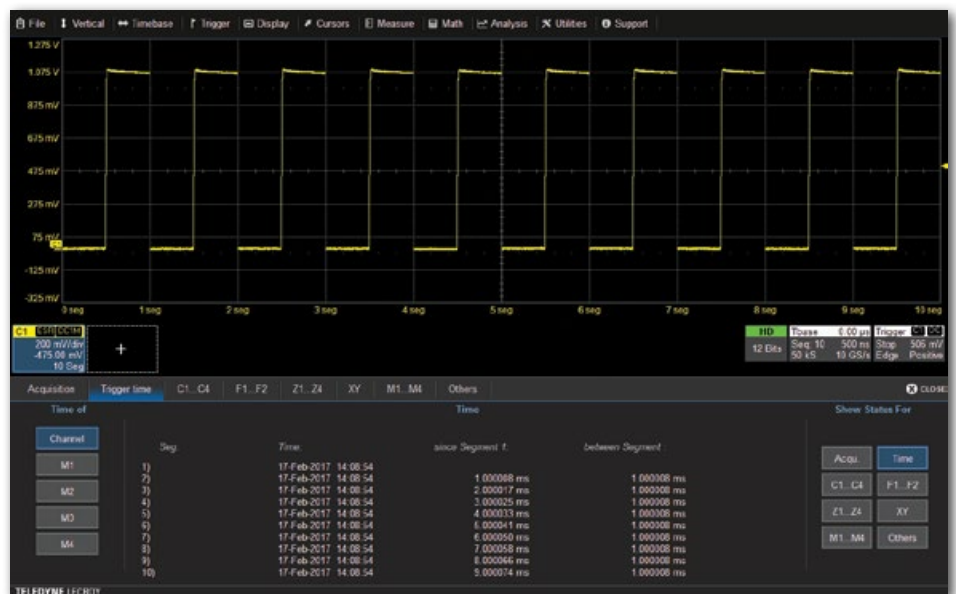 File Vertical Timebase Trigger Display Cursors Measure Math Analysis Utilities Support
1.275 V
1.075 V
875 mV
675 mV
475 mV
275 mV
75 mV
C1
-125 mV
-325 mV
0 seg 1 seg 2 seg 3 seg 4 seg 5 seg 6 seg 7 seg 8 seg 9 seg 10 seg
C1 ESR DC1M
200 mV/div
-475.00 mV
10 Seg
+
HD
12 Bits
Tbase 0.00 µs
Seq: 10 500 ns
50 kS 10 GS/s
Trigger C1 DC
Stop 506 mV
Edge Positive
Acquisition Trigger time C1...C4 F1...F2 Z1...Z4 XY M1...M4 Others CLOSE
Time of Time Show Status For
Channel
M1
M2
M3
M4
Seg. Time: since Segment 1: between Segment :
1) 17-Feb-2017 14:08:54
2) 17-Feb-2017 14:08:54 1.000008 ms 1.000008 ms
3) 17-Feb-2017 14:08:54 2.000017 ms 1.000008 ms
4) 17-Feb-2017 14:08:54 3.000025 ms 1.000008 ms
5) 17-Feb-2017 14:08:54 4.000033 ms 1.000008 ms
6) 17-Feb-2017 14:08:54 5.000041 ms 1.000008 ms
7) 17-Feb-2017 14:08:54 6.000050 ms 1.000008 ms
8) 17-Feb-2017 14:08:54 7.000058 ms 1.000008 ms
9) 17-Feb-2017 14:08:54 8.000066 ms 1.000008 ms
10) 17-Feb-2017 14:08:54 9.000074 ms 1.000008 ms
Acqu. Time
C1...C4 F1...F2
Z1...Z4 XY
M1...M4 Others
TELEDYNE LECROY